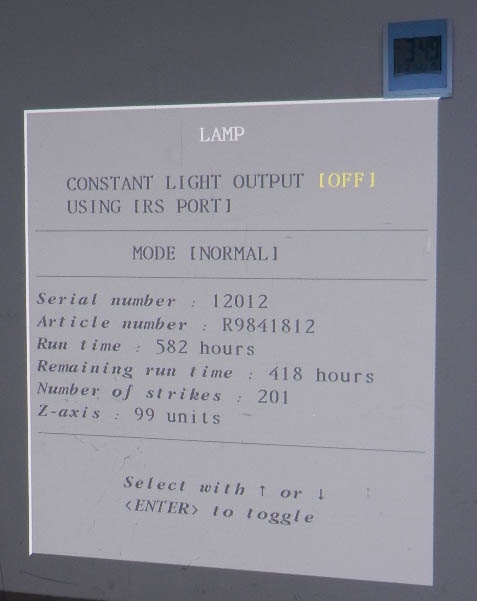 3:49
LAMP
CONSTANT LIGHT OUTPUT [OFF]
USING [RS PORT]
MODE [NORMAL]
Serial number : 12012
Article number : R9841812
Run time : 582 hours
Remaining run time : 418 hours
Number of strikes : 201
Z-axis : 99 units
Select with ↑ or ↓ :
<ENTER> to toggle